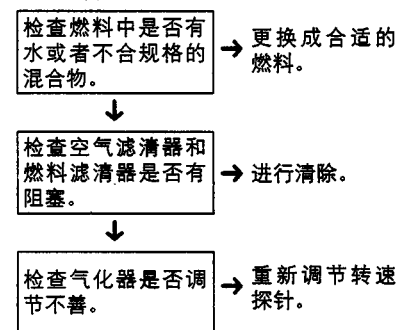 检查燃料中是否有
水或者不合规格的
混合物。
更换成合适的
燃料。
检查空气滤清器和
燃料滤清器是否有
阻塞。
进行清除。
检查气化器是否调
节不善。
重新调节转速
探针。